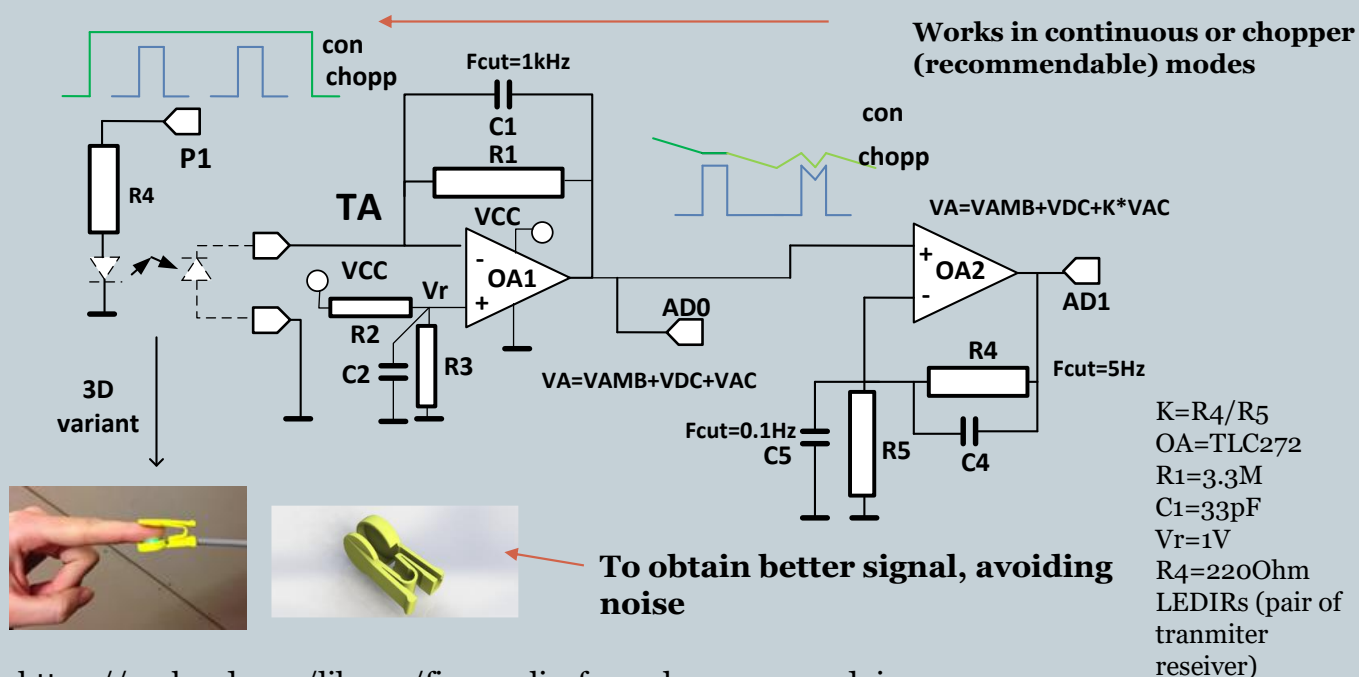 Works in continuous or chopper
(recommendable) modes
con
chopp
Fcut=1kHz
C1
R1
P1
R4
TA
VCC
VCC
OA1
-
+
Vr
R2
C2
R3
con
chopp
VA=VAMB+VDC+K*VAC
+
-
OA2
AD0
AD1
VA=VAMB+VDC+VAC
R4
Fcut=5Hz
Fcut=0.1Hz
C5
R5
C4
3D
variant
K=R4/R5
OA=TLC272
R1=3.3M
C1=33pF
Vr=1V
R4=220Ohm
LEDIRs (pair of
tranmiter
reseiver)
To obtain better signal, avoiding
noise